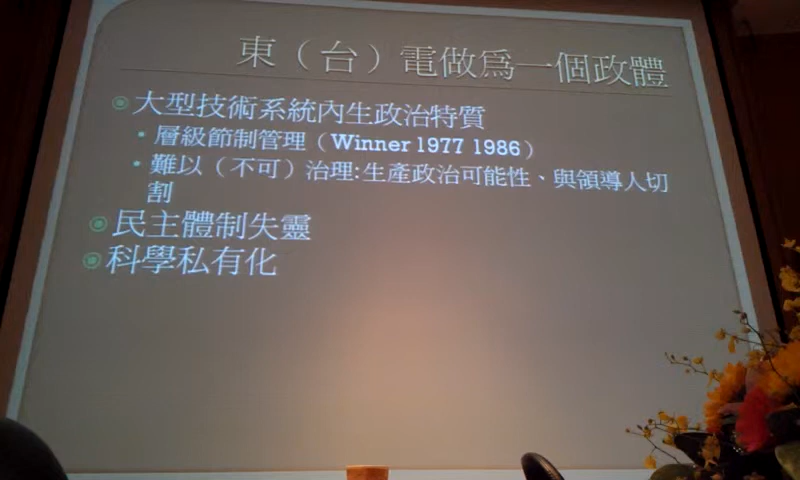 東（台）電做為一個政體
大型技術系統內生政治特質
層級節制管理（Winner 1977 1986）
難以（不可）治理:生產政治可能性、與領導人切
割
民主體制失靈
科學私有化